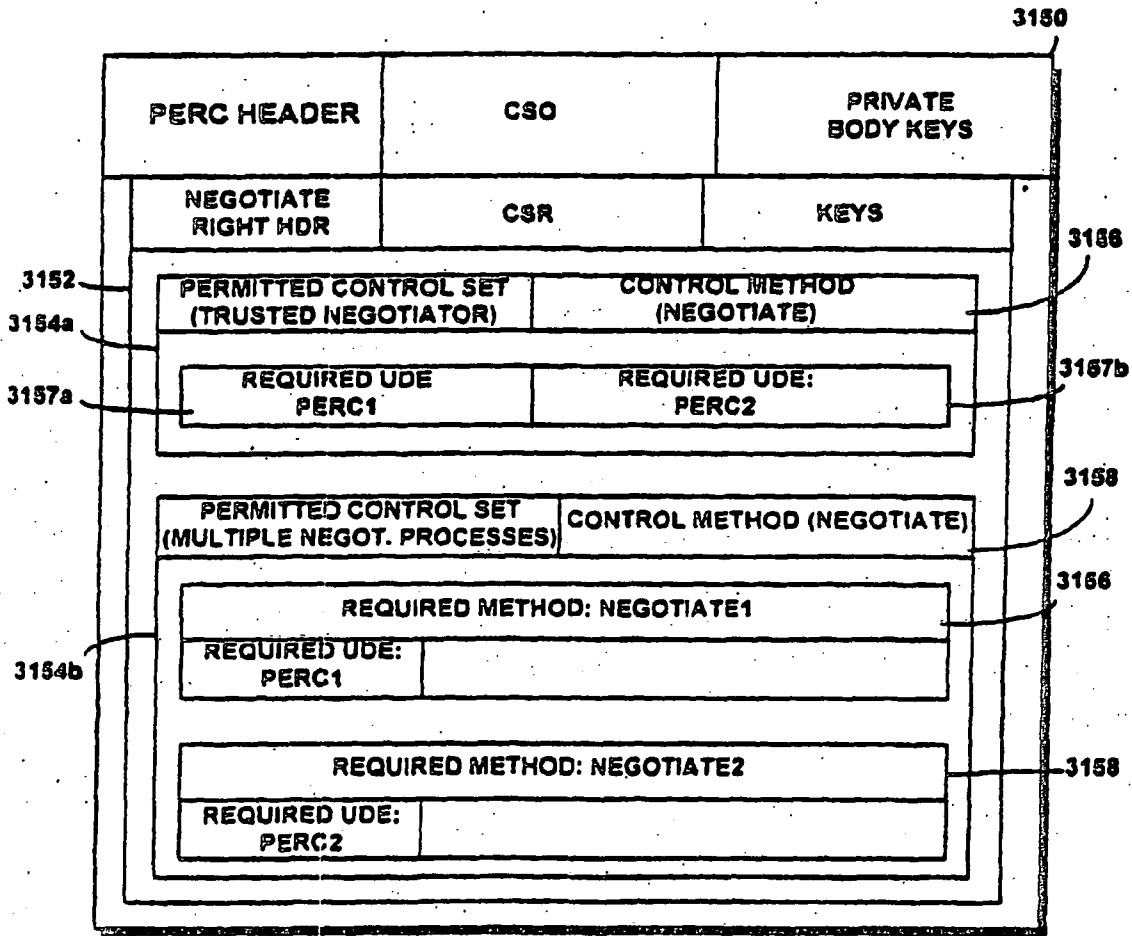 3150
PERC HEADER
CSO
PRIVATE
BODY KEYS
NEGOTIATE
RIGHT HDR
CSR
KEYS
3156
3152
PERMITTED CONTROL SET
(TRUSTED NEGOTIATOR)
CONTROL METHOD
(NEGOTIATE)
3154a
REQUIRED UDE
PERC1
REQUIRED UDE:
PERC2
3157b
3157a
3158
PERMITTED CONTROL SET
(MULTIPLE NEGOT. PROCESSES)
CONTROL METHOD (NEGOTIATE)
3156
REQUIRED METHOD: NEGOTIATE1
3154b
REQUIRED UDE:
PERC1
REQUIRED METHOD: NEGOTIATE2
3158
REQUIRED UDE:
PERC2